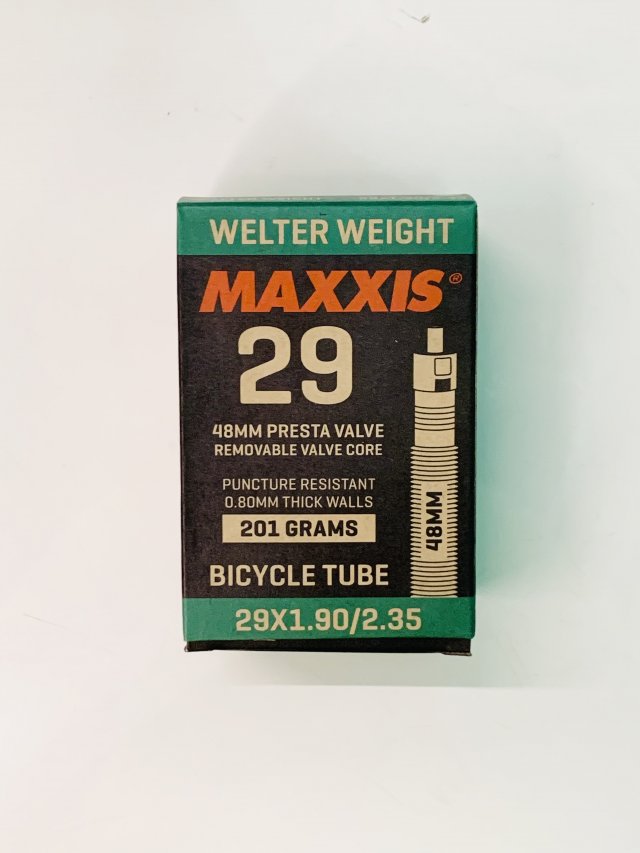 WELTER WEIGHT
MAXXIS®
29
48MM PRESTA VALVE
REMOVABLE VALVE CORE
PUNCTURE RESISTANT
0.80MM THICK WALLS
201 GRAMS
48MM
BICYCLE TUBE
29X1.90/2.35